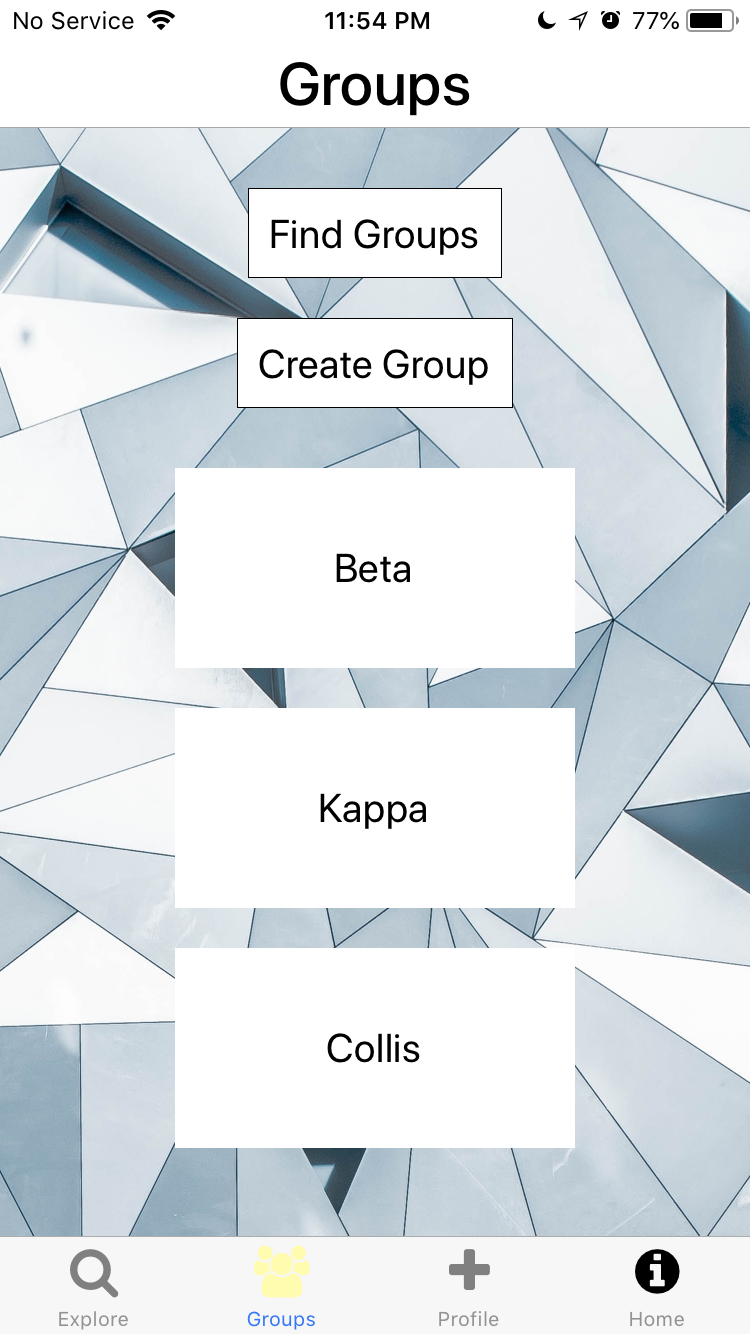 No Service 11:54 PM 77%
Groups
Find Groups
Create Group
Beta
Kappa
Collis
Explore Groups Profile Home